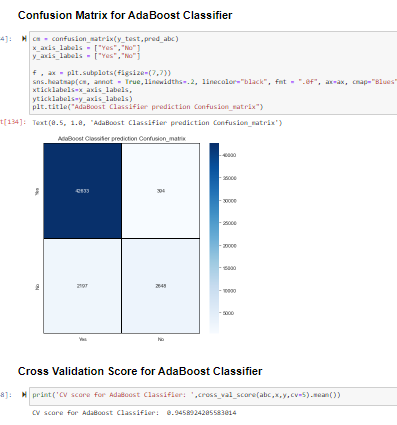 Confusion Matrix for AdaBoost Classifier
4]:
cm = confusion_matrix(y_test,pred_abc)
x_axis_labels = ["Yes","No"]
y_axis_labels = ["Yes","No"]
f , ax = plt.subplots(figsize=(7,7))
sns.heatmap(cm, annot = True,linewidths=.2, linecolor="black", fmt = ".0f", ax=ax, cmap="Blues"
xticklabels=x_axis_labels,
yticklabels=y_axis_labels)
plt.title("AdaBoost Classifier prediction Confusion_matrix")
t[134]: Text(0.5, 1.0, 'AdaBoost Classifier prediction Confusion_matrix')
AdaBoost Classifier prediction Confusion_matrix
Yes
394
No
2197
Yes
No
40000
35000
30000
25000
20000
15000
10000
5000
Cross Validation Score for AdaBoost Classifier
8]:
print('CV score for AdaBoost Classifier: ',cross_val_score(abc,x,y,cv=5).mean())
CV score for AdaBoost Classifier: 0.9458924205583014